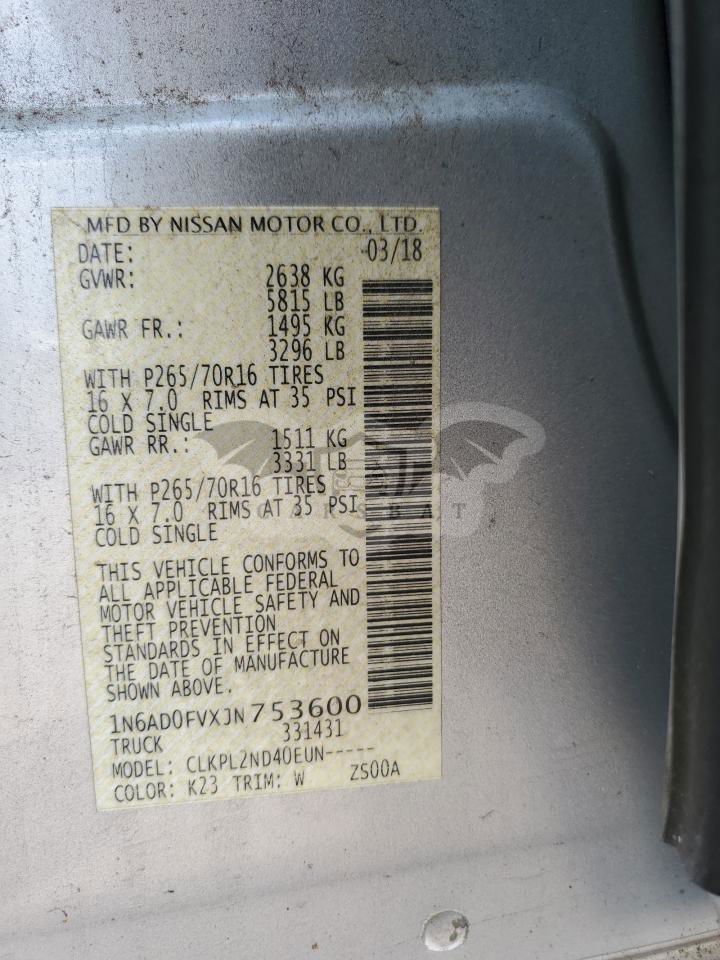 MFD BY NISSAN MOTOR CO., LTD.
DATE: 03/18
GVWR: 2638 KG
5815 LB
GAWR FR.: 1495 KG
3296 LB
WITH P265/70R16 TIRES
16 X 7.0 RIMS AT 35 PSI
COLD SINGLE
GAWR RR.: 1511 KG
3331 LB
WITH P265/70R16 TIRES
16 X 7.0 RIMS AT 35 PSI
COLD SINGLE
CARSBAT
THIS VEHICLE CONFORMS TO
ALL APPLICABLE FEDERAL
MOTOR VEHICLE SAFETY AND
THEFT PREVENTION
STANDARDS IN EFFECT ON
THE DATE OF MANUFACTURE
SHOWN ABOVE.
1N6AD0FVXJN753600
TRUCK 331431
MODEL: CLKPL2ND40EUN-----
COLOR: K23 TRIM: W ZS00A